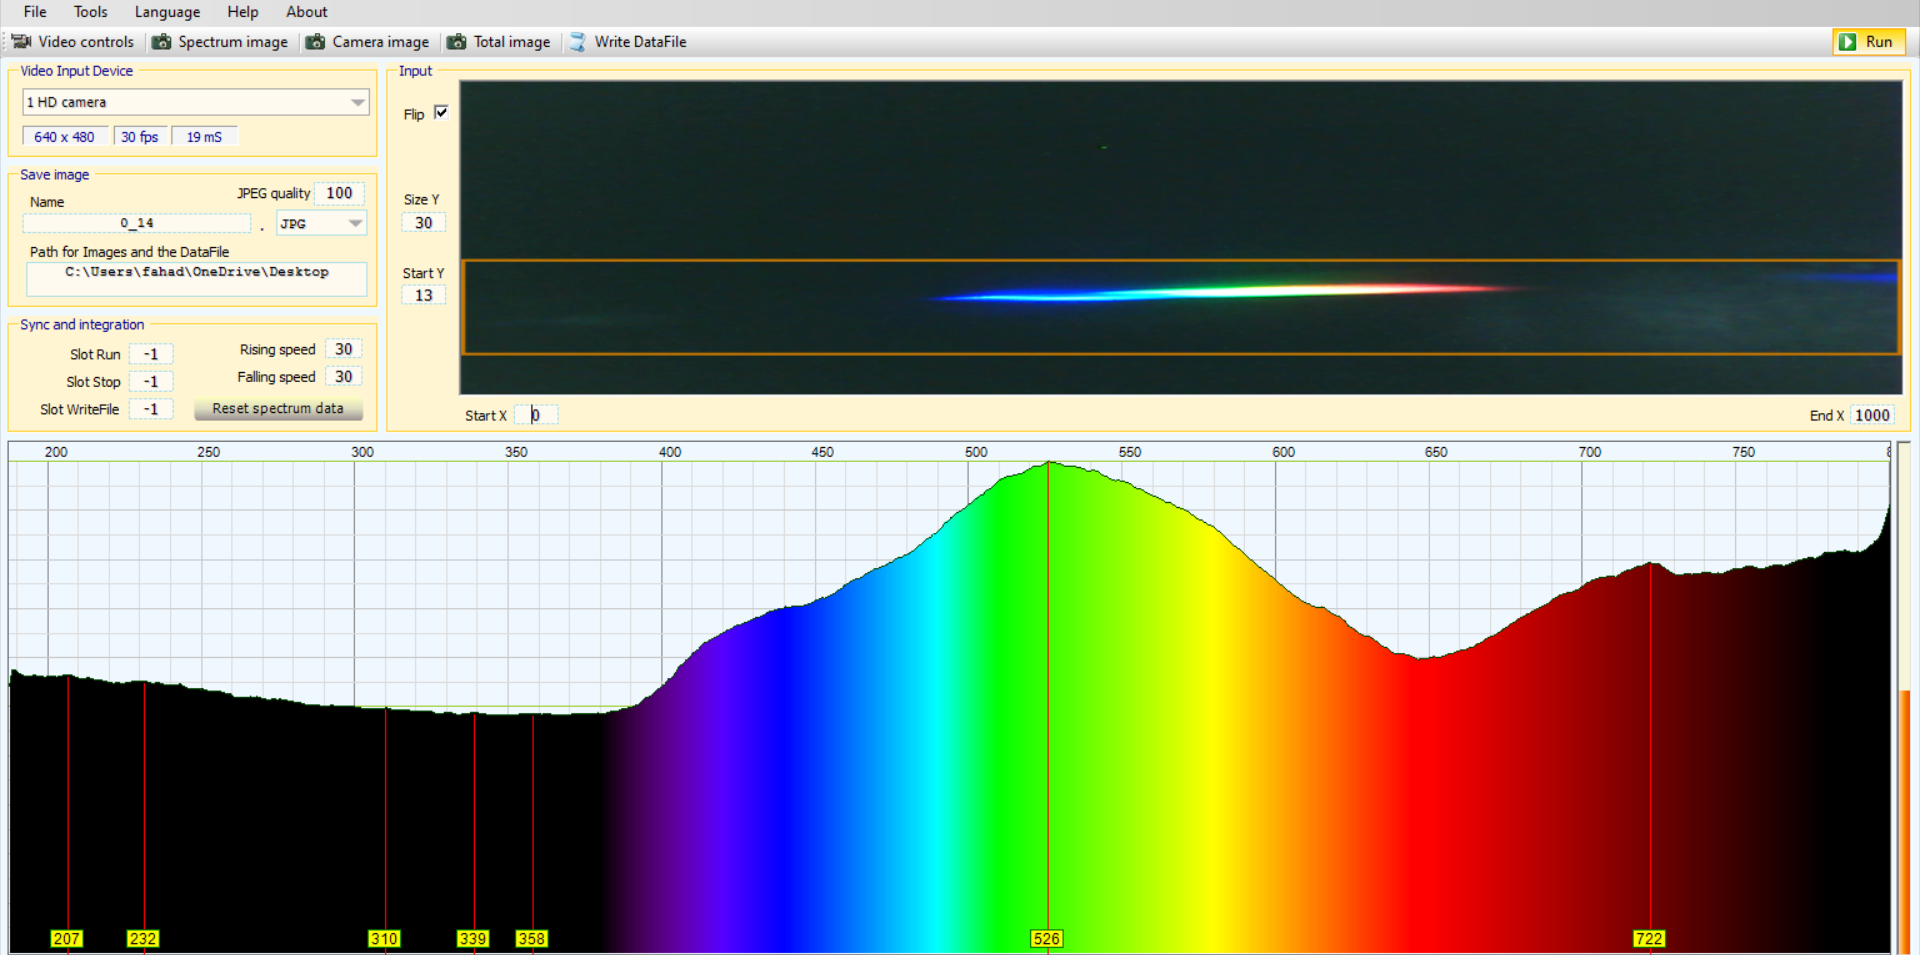 File Tools Language Help About
Video controls Spectrum image Camera image Total image Write DataFile Run
Video Input Device
1 HD camera
640 x 480 30 fps 19 mS
Save image
JPEG quality 100
Name
0_14 . JPG
Path for Images and the DataFile
C:\Users\fahad\OneDrive\Desktop
Sync and integration
Slot Run -1 Rising speed 30
Slot Stop -1 Falling speed 30
Slot WriteFile -1 Reset spectrum data
Input
Flip
Size Y
30
Start Y
13
Start X 0 End X 1000
200 250 300 350 400 450 500 550 600 650 700 750
207 232 310 339 358 526 722